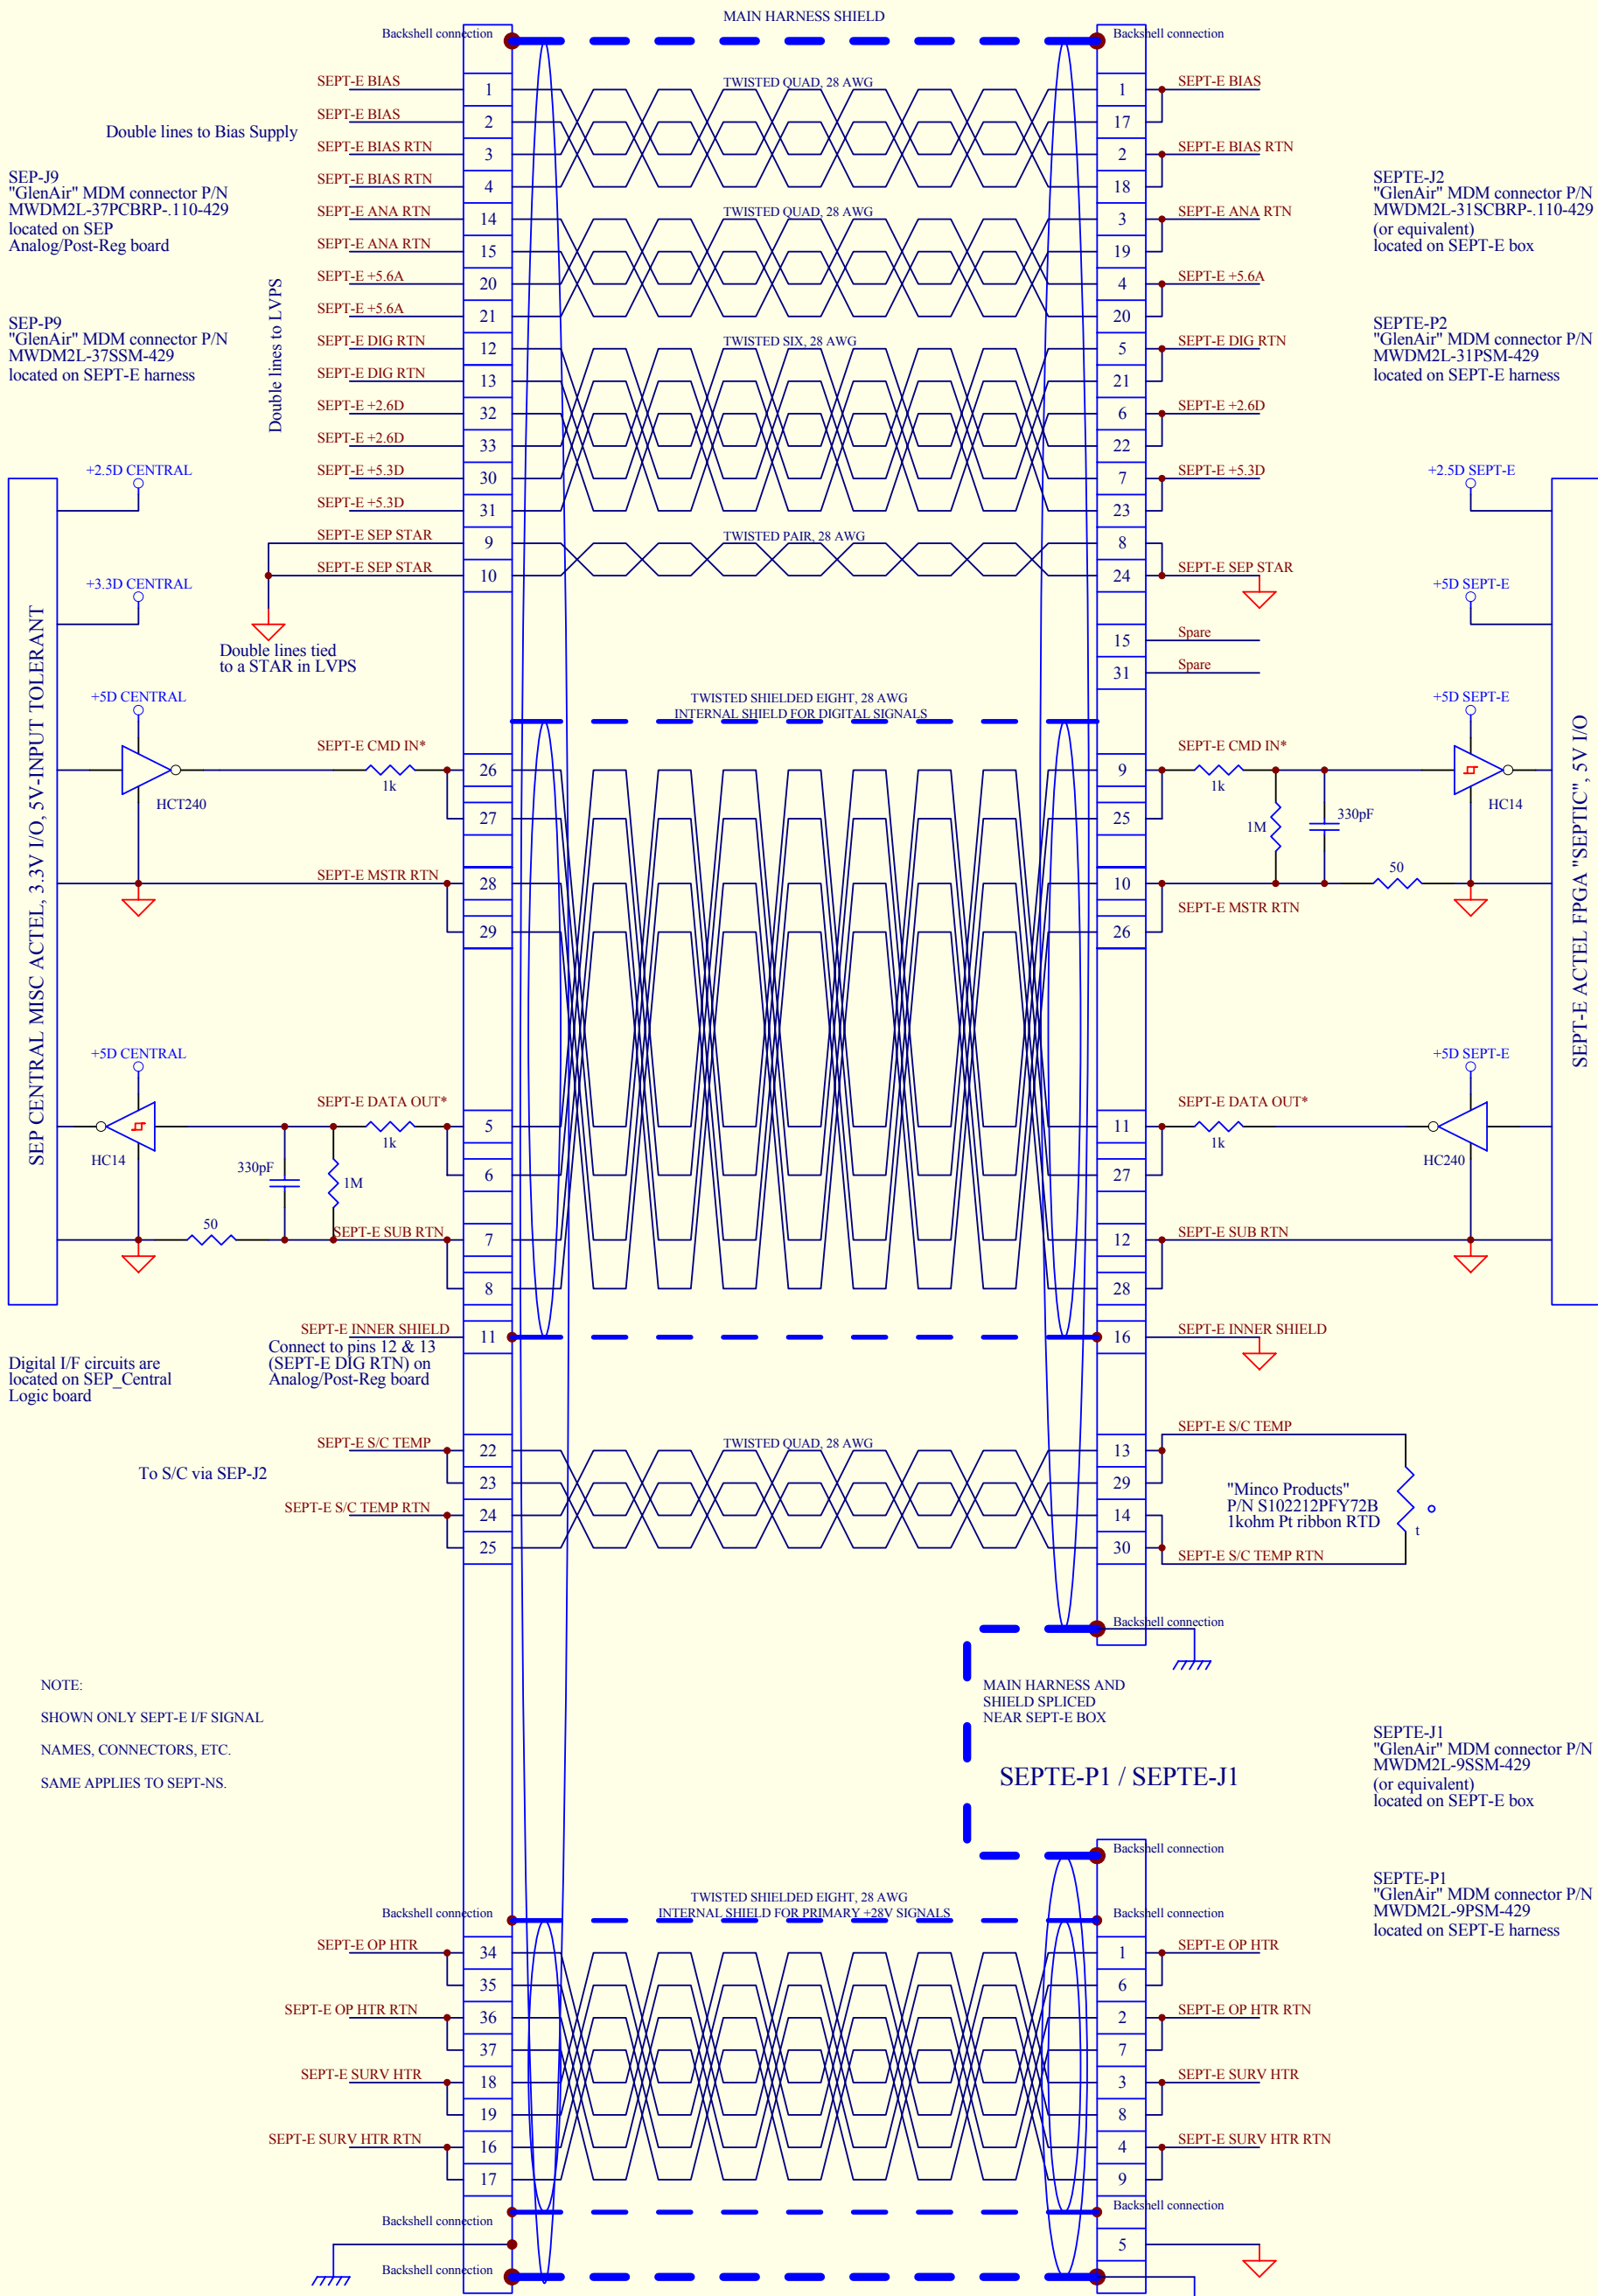 MAIN HARNESS SHIELD
Backshell connection
Backshell connection
SEPT-E BIAS
1
TWISTED QUAD, 28 AWG
1
SEPT-E BIAS
SEPT-E BIAS
2
17
Double lines to Bias Supply
SEPT-E BIAS RTN
3
2
SEPT-E BIAS RTN
SEPT-E BIAS RTN
4
18
SEP-J9
"GlenAir" MDM connector P/N
MWDM2L-37PCBRP-.110-429
located on SEP
Analog/Post-Reg board
SEPTE-J2
"GlenAir" MDM connector P/N
MWDM2L-31SCBRP-.110-429
(or equivalent)
located on SEPT-E box
SEPT-E ANA RTN
14
TWISTED QUAD, 28 AWG
3
SEPT-E ANA RTN
SEPT-E ANA RTN
15
19
SEPT-E +5.6A
20
4
SEPT-E +5.6A
SEPT-E +5.6A
21
20
Double lines to LVPS
SEP-P9
"GlenAir" MDM connector P/N
MWDM2L-37SSM-429
located on SEPT-E harness
SEPTE-P2
"GlenAir" MDM connector P/N
MWDM2L-31PSM-429
located on SEPT-E harness
SEPT-E DIG RTN
12
TWISTED SIX, 28 AWG
5
SEPT-E DIG RTN
SEPT-E DIG RTN
13
21
SEPT-E +2.6D
32
6
SEPT-E +2.6D
SEPT-E +2.6D
33
22
SEPT-E +5.3D
30
7
SEPT-E +5.3D
SEPT-E +5.3D
31
23
+2.5D CENTRAL
+2.5D SEPT-E
SEPT-E SEP STAR
9
TWISTED PAIR, 28 AWG
8
SEPT-E SEP STAR
10
24
SEPT-E SEP STAR
+3.3D CENTRAL
+5D SEPT-E
Double lines tied
to a STAR in LVPS
15
Spare
31
Spare
SEP CENTRAL MISC ACTEL, 3.3V I/O, 5V-INPUT TOLERANT
SEPT-E ACTEL FPGA "SEPTIC", 5V I/O
+5D CENTRAL
TWISTED SHIELDED EIGHT, 28 AWG
INTERNAL SHIELD FOR DIGITAL SIGNALS
+5D SEPT-E
SEPT-E CMD IN*
26
9
SEPT-E CMD IN*
1k
1k
HCT240
HC14
27
25
1M
330pF
SEPT-E MSTR RTN
28
10
50
SEPT-E MSTR RTN
29
26
+5D CENTRAL
+5D SEPT-E
SEPT-E DATA OUT*
5
11
SEPT-E DATA OUT*
1k
1k
HC14
HC240
330pF
1M
6
27
50
SEPT-E SUB RTN
7
12
SEPT-E SUB RTN
8
28
SEPT-E INNER SHIELD
11
16
SEPT-E INNER SHIELD
Connect to pins 12 & 13
(SEPT-E DIG RTN) on
Analog/Post-Reg board
Digital I/F circuits are
located on SEP_Central
Logic board
SEPT-E S/C TEMP
22
TWISTED QUAD, 28 AWG
13
SEPT-E S/C TEMP
To S/C via SEP-J2
23
29
SEPT-E S/C TEMP RTN
24
14
25
30
SEPT-E S/C TEMP RTN
"Minco Products"
P/N S102212PFY72B
1kohm Pt ribbon RTD
t
Backshell connection
NOTE:
SHOWN ONLY SEPT-E I/F SIGNAL
NAMES, CONNECTORS, ETC.
SAME APPLIES TO SEPT-NS.
MAIN HARNESS AND
SHIELD SPLICED
NEAR SEPT-E BOX
SEPTE-P1 / SEPTE-J1
SEPTE-J1
"GlenAir" MDM connector P/N
MWDM2L-9SSM-429
(or equivalent)
located on SEPT-E box
Backshell connection
SEPTE-P1
"GlenAir" MDM connector P/N
MWDM2L-9PSM-429
located on SEPT-E harness
TWISTED SHIELDED EIGHT, 28 AWG
INTERNAL SHIELD FOR PRIMARY +28V SIGNALS
Backshell connection
Backshell connection
SEPT-E OP HTR
34
1
SEPT-E OP HTR
35
6
SEPT-E OP HTR RTN
36
2
SEPT-E OP HTR RTN
37
7
SEPT-E SURV HTR
18
3
SEPT-E SURV HTR
19
8
SEPT-E SURV HTR RTN
16
4
SEPT-E SURV HTR RTN
17
9
Backshell connection
Backshell connection
5
Backshell connection